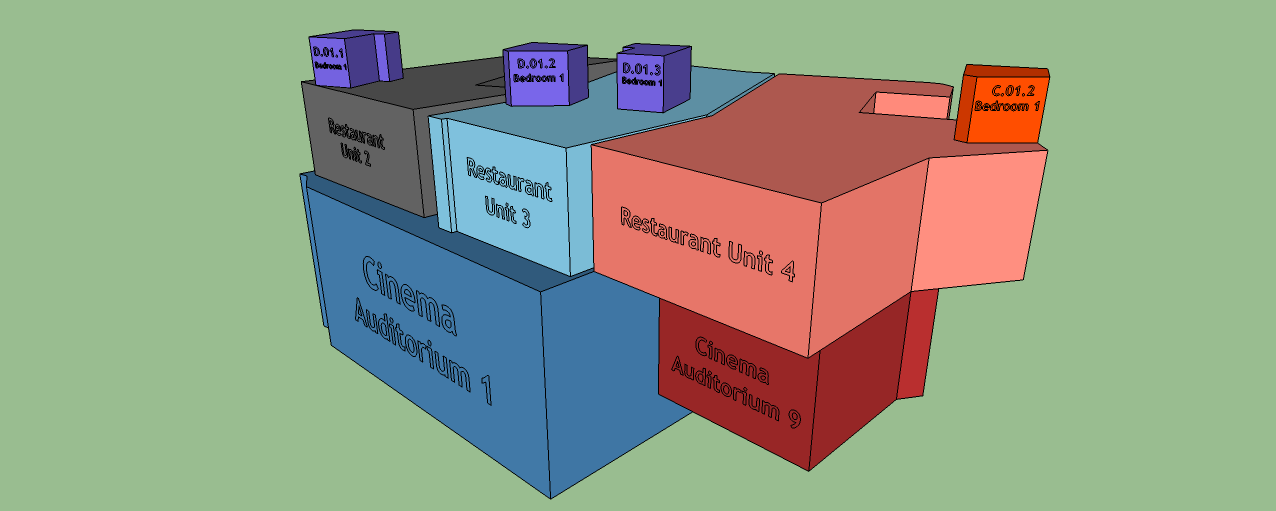 D.01.1
Bedroom 1
D.01.2
Bedroom 1
D.01.3
Bedroom 1
C.01.2
Bedroom 1
Restaurant
Unit 2
Restaurant
Unit 3
Restaurant Unit 4
Cinema
Auditorium 1
Cinema
Auditorium 9